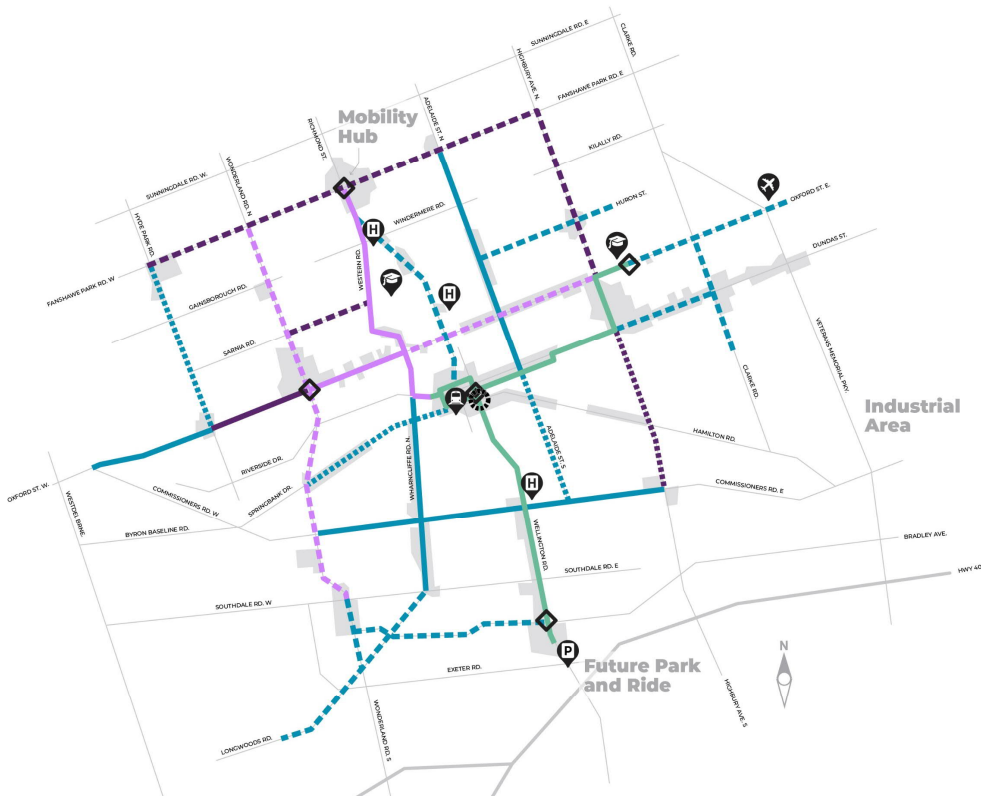 SUNNINGDALE RD. E
CLARKE RD.
HIGHBURY AVE. N
FANSHAWE PARK RD. E
ADELAIDE ST. N
Mobility
Hub
RICHMOND ST.
KILALLY RD.
WONDERLAND RD. N
SUNNINGDALE RD. W.
HURON ST.
OXFORD ST. E.
HYDE PARK RD.
WINDERMERE RD.
H
DUNDAS ST.
WESTERN RD.
FANSHAWE PARK RD. W
GAINSBOROUGH RD.
H
SARNIA RD.
VETERANS MEMORIAL PKY.
CLARKE RD.
Industrial
Area
HAMILTON RD.
ADELAIDE ST. S
WHARNCLIFFE RD. N.
RIVERSIDE DR.
OXFORD ST. W
COMMISSIONERS RD. W
SPRINGBANK DR.
H
COMMISSIONERS RD. E
WESTDEL BRNE.
BYRON BASELINE RD.
WELLINGTON RD.
BRADLEY AVE.
SOUTHDALE RD. E
HWY 40
SOUTHDALE RD. W
P
N
EXETER RD.
Future Park
and Ride
HIGHBURY AVE. S
WONDERLAND RD. S
LONGWOODS RD.